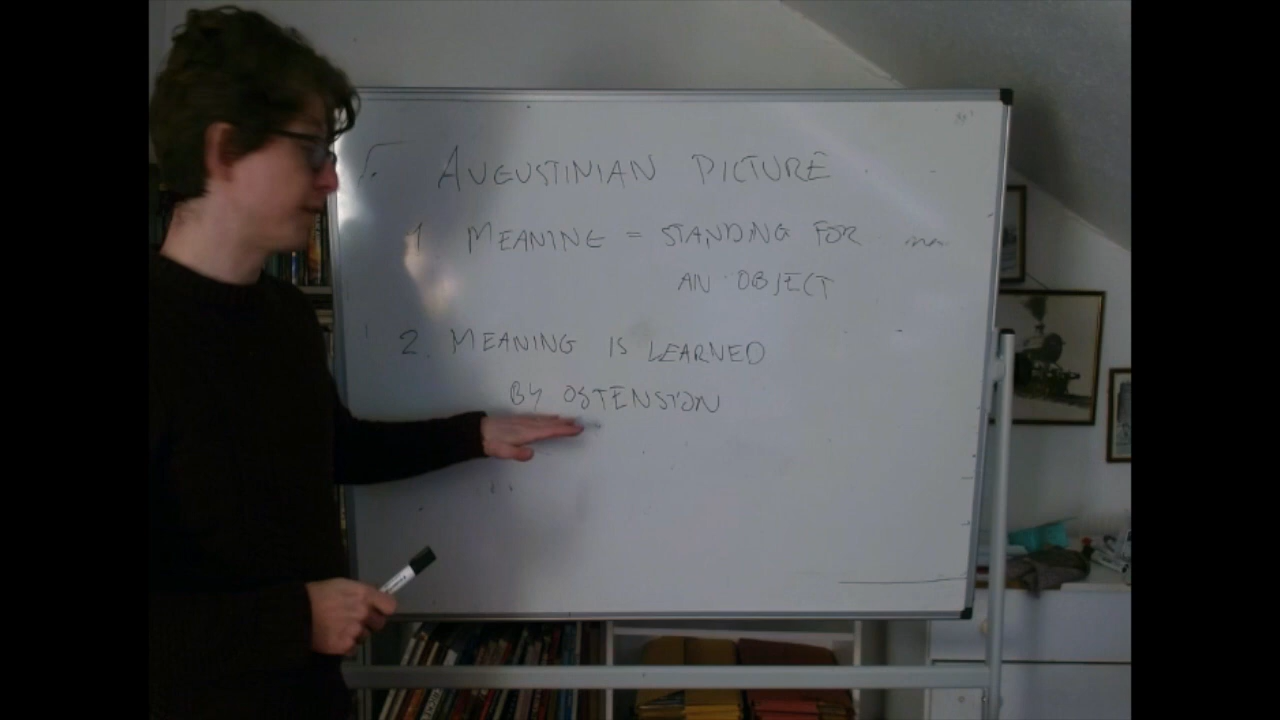 AUGUSTINIAN PICTURE
1. MEANING = STANDING FOR
AN OBJECT
2. MEANING IS LEARNED
BY OSTENSION